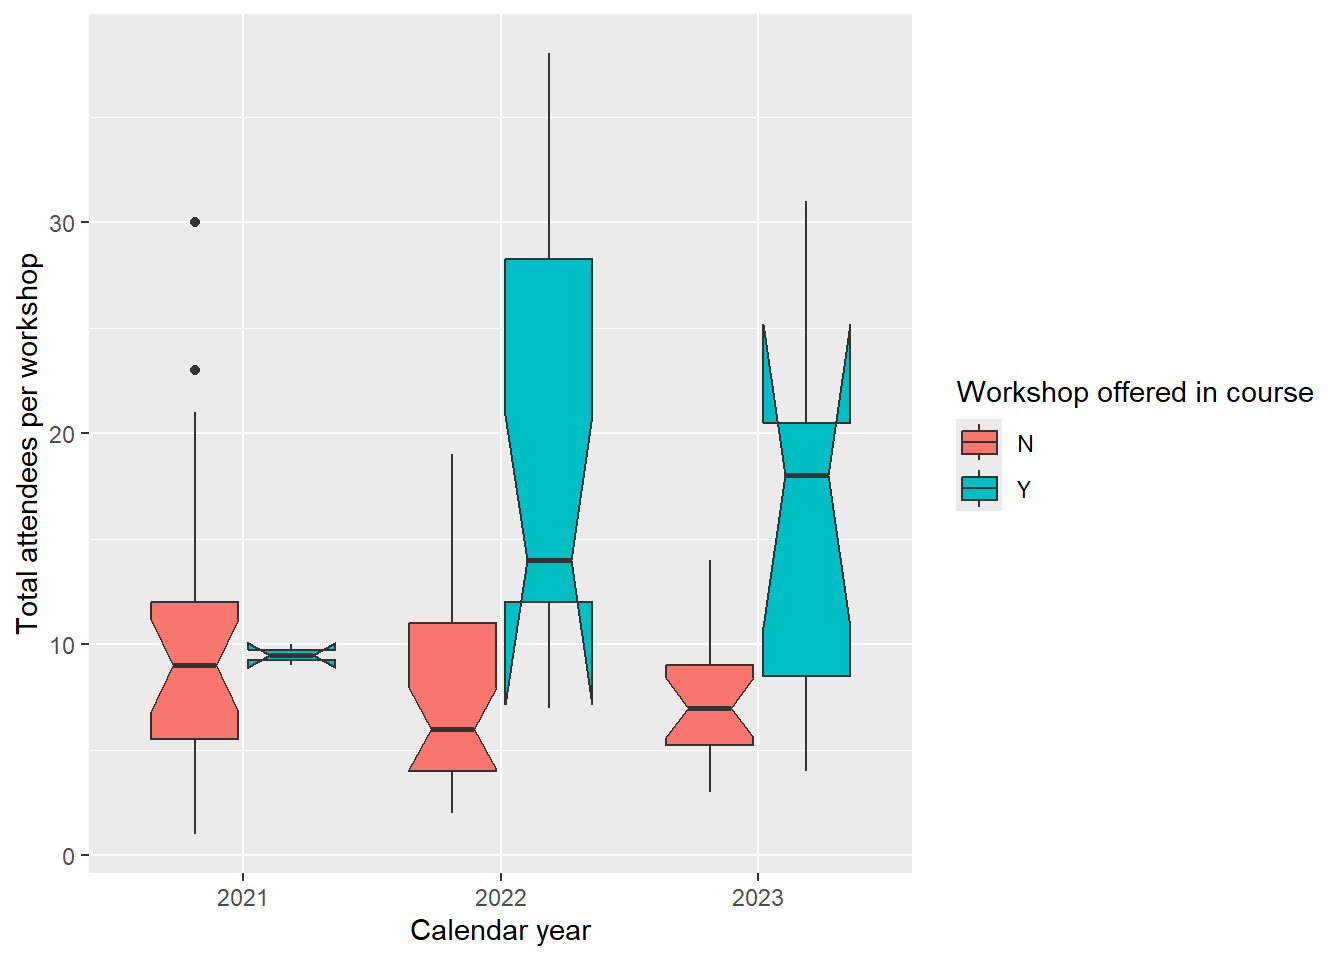 Total attendees per workshop
30
20
10
0
2021
2022
2023
Calendar year
Workshop offered in course
N
Y